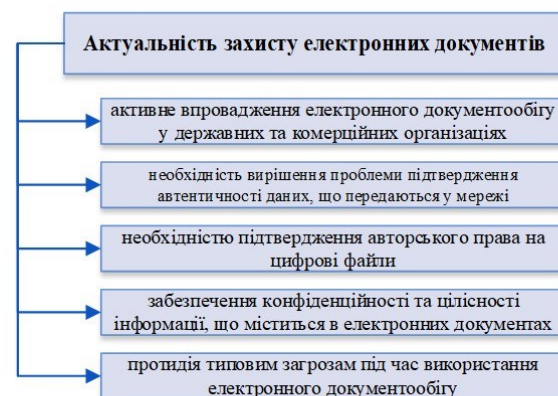 Актуальність захисту електронних документів
активне впровадження електронного документообігу
у державних та комерційних організаціях
необхідність вирішення проблеми підтвердження
автентичності даних, що передаються у мережі
необхідністю підтвердження авторського права на
цифрові файли
забезпечення конфіденційності та цілісності
інформації, що міститься в електронних документах
протидія типовим загрозам під час використання
електронного документообігу